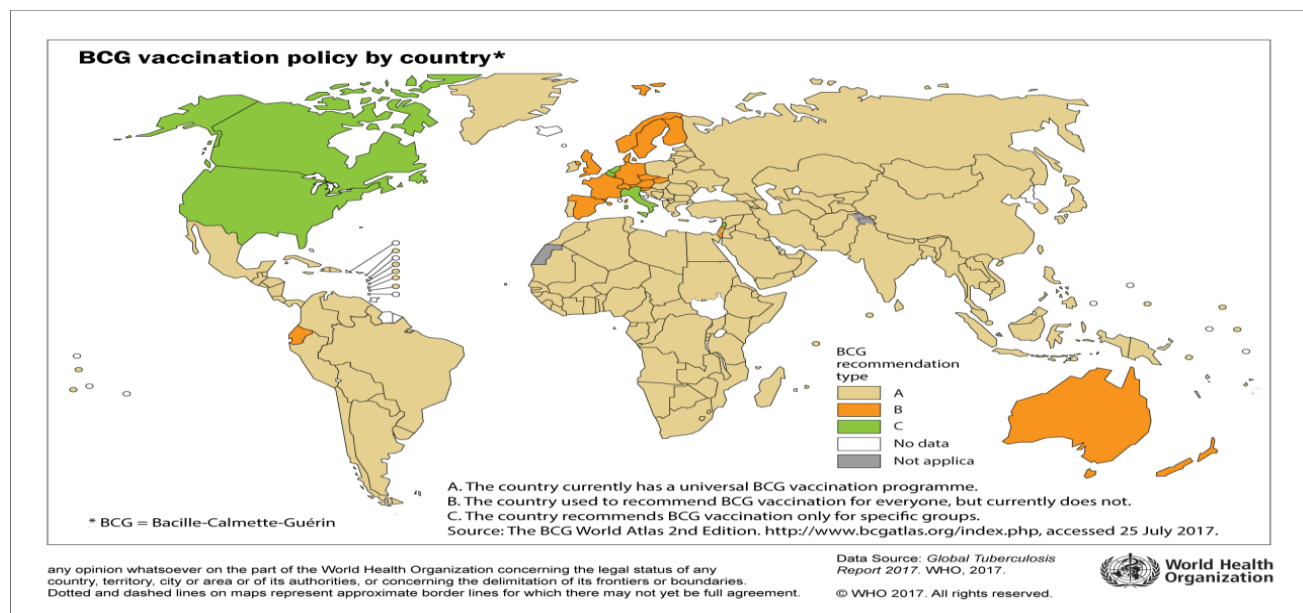 BCG vaccination policy by country*
BCG
recommendation
type
A
B
C
No data
Not applica
A. The country currently has a universal BCG vaccination programme.
B. The country used to recommend BCG vaccination for everyone, but currently does not.
C. The country recommends BCG vaccination only for specific groups.
Source: The BCG World Atlas 2nd Edition. http://www.bcgatlas.org/index.php, accessed 25 July 2017.
* BCG = Bacille-Calmette-Guérin
any opinion whatsoever on the part of the World Health Organization concerning the legal status of any
country, territory, city or area or of its authorities, or concerning the delimitation of its frontiers or boundaries.
Dotted and dashed lines on maps represent approximate border lines for which there may not yet be full agreement.
Data Source: Global Tuberculosis
Report 2017. WHO, 2017.
© WHO 2017. All rights reserved.
World Health
Organization